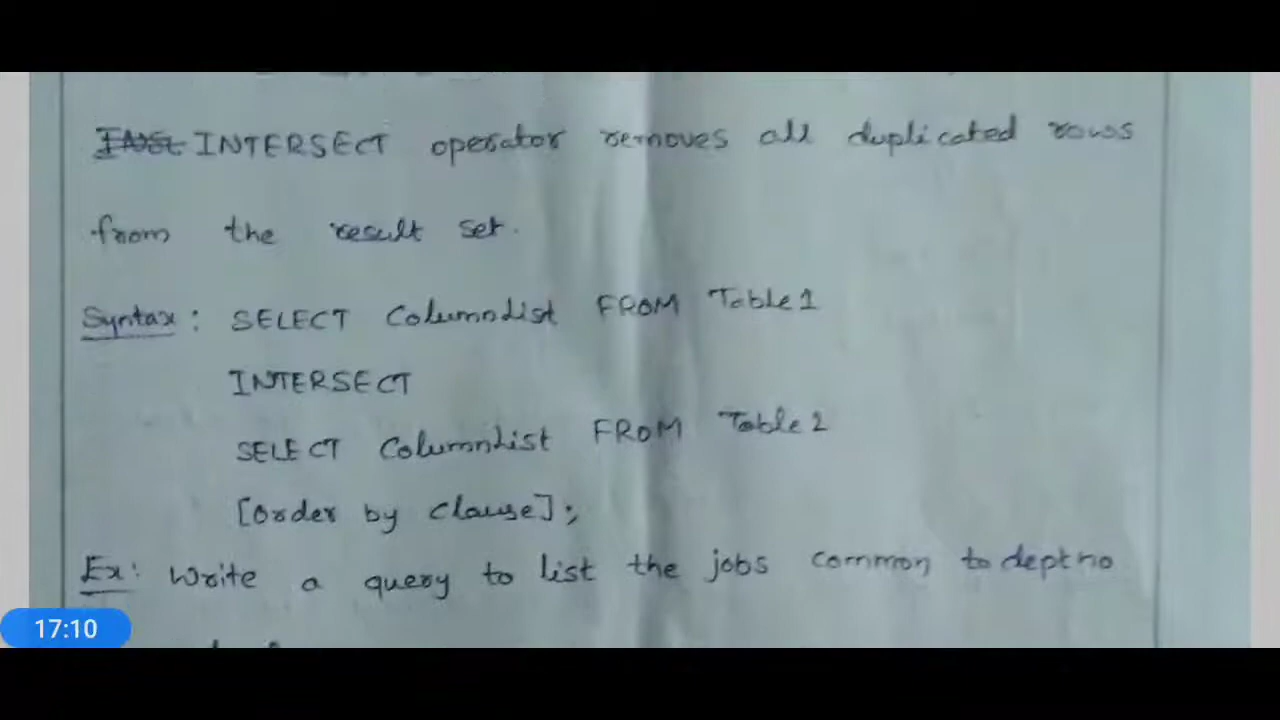 INTERSECT operator removes all duplicated rows
from the result set.
Syntax: SELECT ColumnList FROM Table1
INTERSECT
SELECT ColumnList FROM Table2
[order by clause];
Ex: Write a query to list the jobs common to deptno
17:10